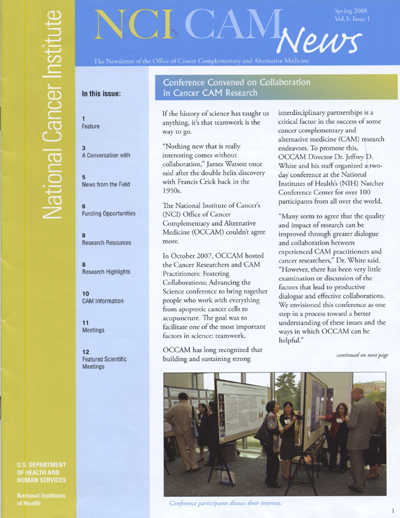 National Cancer Institute
NCI CAM
News
Spring 2008
Vol.3- Issue 1
The Newsletter of the Office of Cancer Complementary and Alternative Medicine
In this issue:
1
Feature
3
A Conversation with
5
News from the Field
Funding Opportunities
8
Research Resources
8
Research Highlights
10
CAM Information
11
Meetings
12
Featured Scientific
Meetings
U.S. DEPARTMENT
OF HEALTH AND
HUMAN SERVICES
National Institutes
of Health
Conference Convened on Collaboration
In Cancer CAM Research
If the history of science has taught us
anything, it's that teamwork is the
way to go.
"Nothing new that is really
interesting comes without
collaboration," James Watson once
said after the double helix discovery
with Francis Crick back in the
1950s.
The National Institute of Cancer's
(NCI) Office of Cancer
Complementary and Alternative
Medicine (OCCAM) couldn't agree
more.
In October 2007, OCCAM hosted
the Cancer Researchers and CAM
Practitioners: Fostering
Collaborations; Advancing the
Science conference to bring together
people who work with everything
from apoptotic cancer cells to
acupuncture. The goal was to
facilitate one of the most important
factors in science: teamwork.
OCCAM has long recognized that
building and sustaining strong
interdisciplinary partnerships is a
critical factor in the success of some
cancer complementary and
alternative medicine (CAM) research
endeavors. To promote this,
OCCAM Director Dr. Jeffrey D.
White and his staff organized a two-
day conference at the National
Institutes of Health's (NIH) Natcher
Conference Center for over 100
participants from all over the world.
"Many seem to agree that the quality
and impact of research can be
improved through greater dialogue
and collaboration between
experienced CAM practitioners and
cancer researchers," Dr. White said.
"However, there has been very little
examination or discussion of the
factors that lead to productive
dialogue and effective collaborations.
We envisioned this conference as one
step in a process toward a better
understanding of these issues and the
ways in which OCCAM can be
helpful."
continued on next page
Conference participants discuss their interests.
1